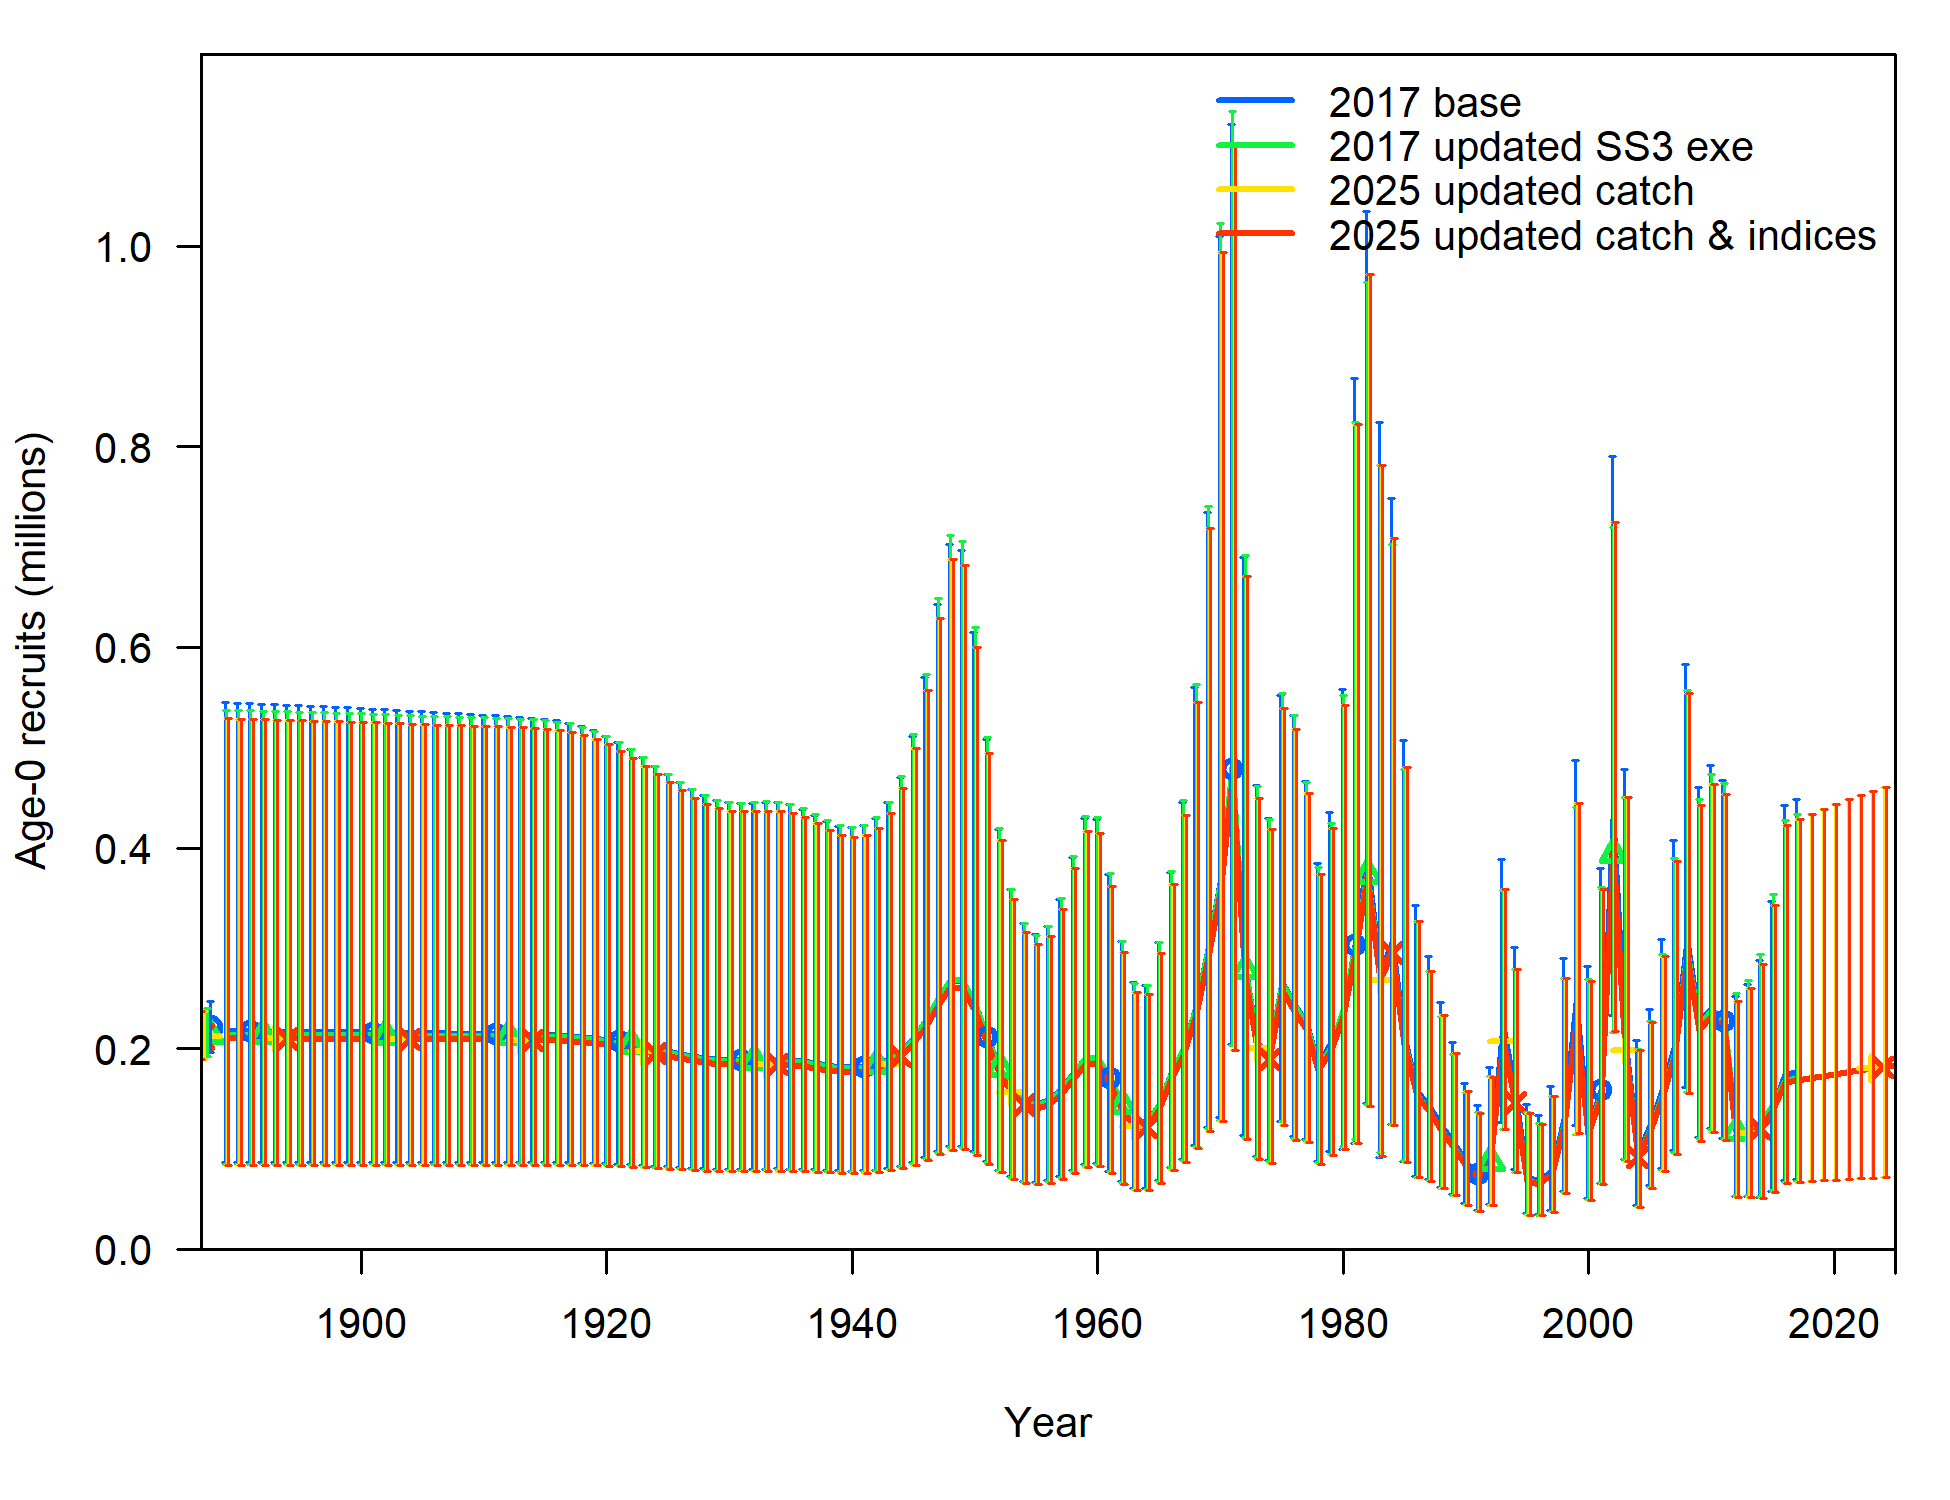 2017 base
2017 updated SS3 exe
2025 updated catch
2025 updated catch & indices
Age-0 recruits (millions)
1.0
0.8
0.6
0.4
0.2
0.0
1900 1920 1940 1960 1980 2000 2020
Year